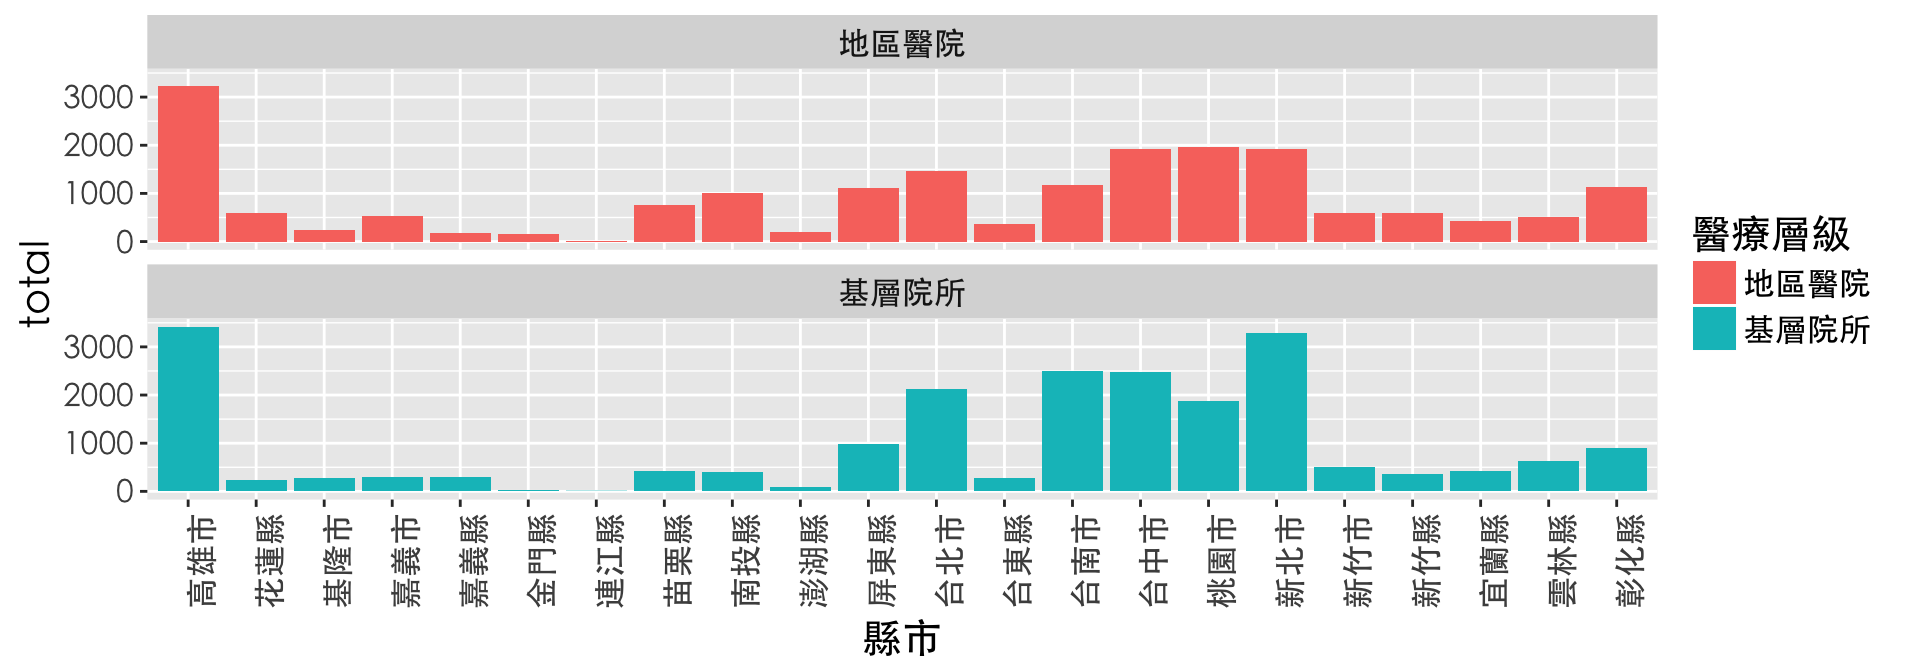 地區醫院
3000
2000
1000
0
total
基層院所
3000
2000
1000
0
高雄市
花蓮縣
基隆市
嘉義市
嘉義縣
金門縣
連江縣
苗栗縣
南投縣
澎湖縣
屏東縣
台北市
台東縣
台南市
台中市
桃園市
新北市
新竹市
新竹縣
宜蘭縣
雲林縣
彰化縣
縣市
醫療層級
地區醫院
基層院所